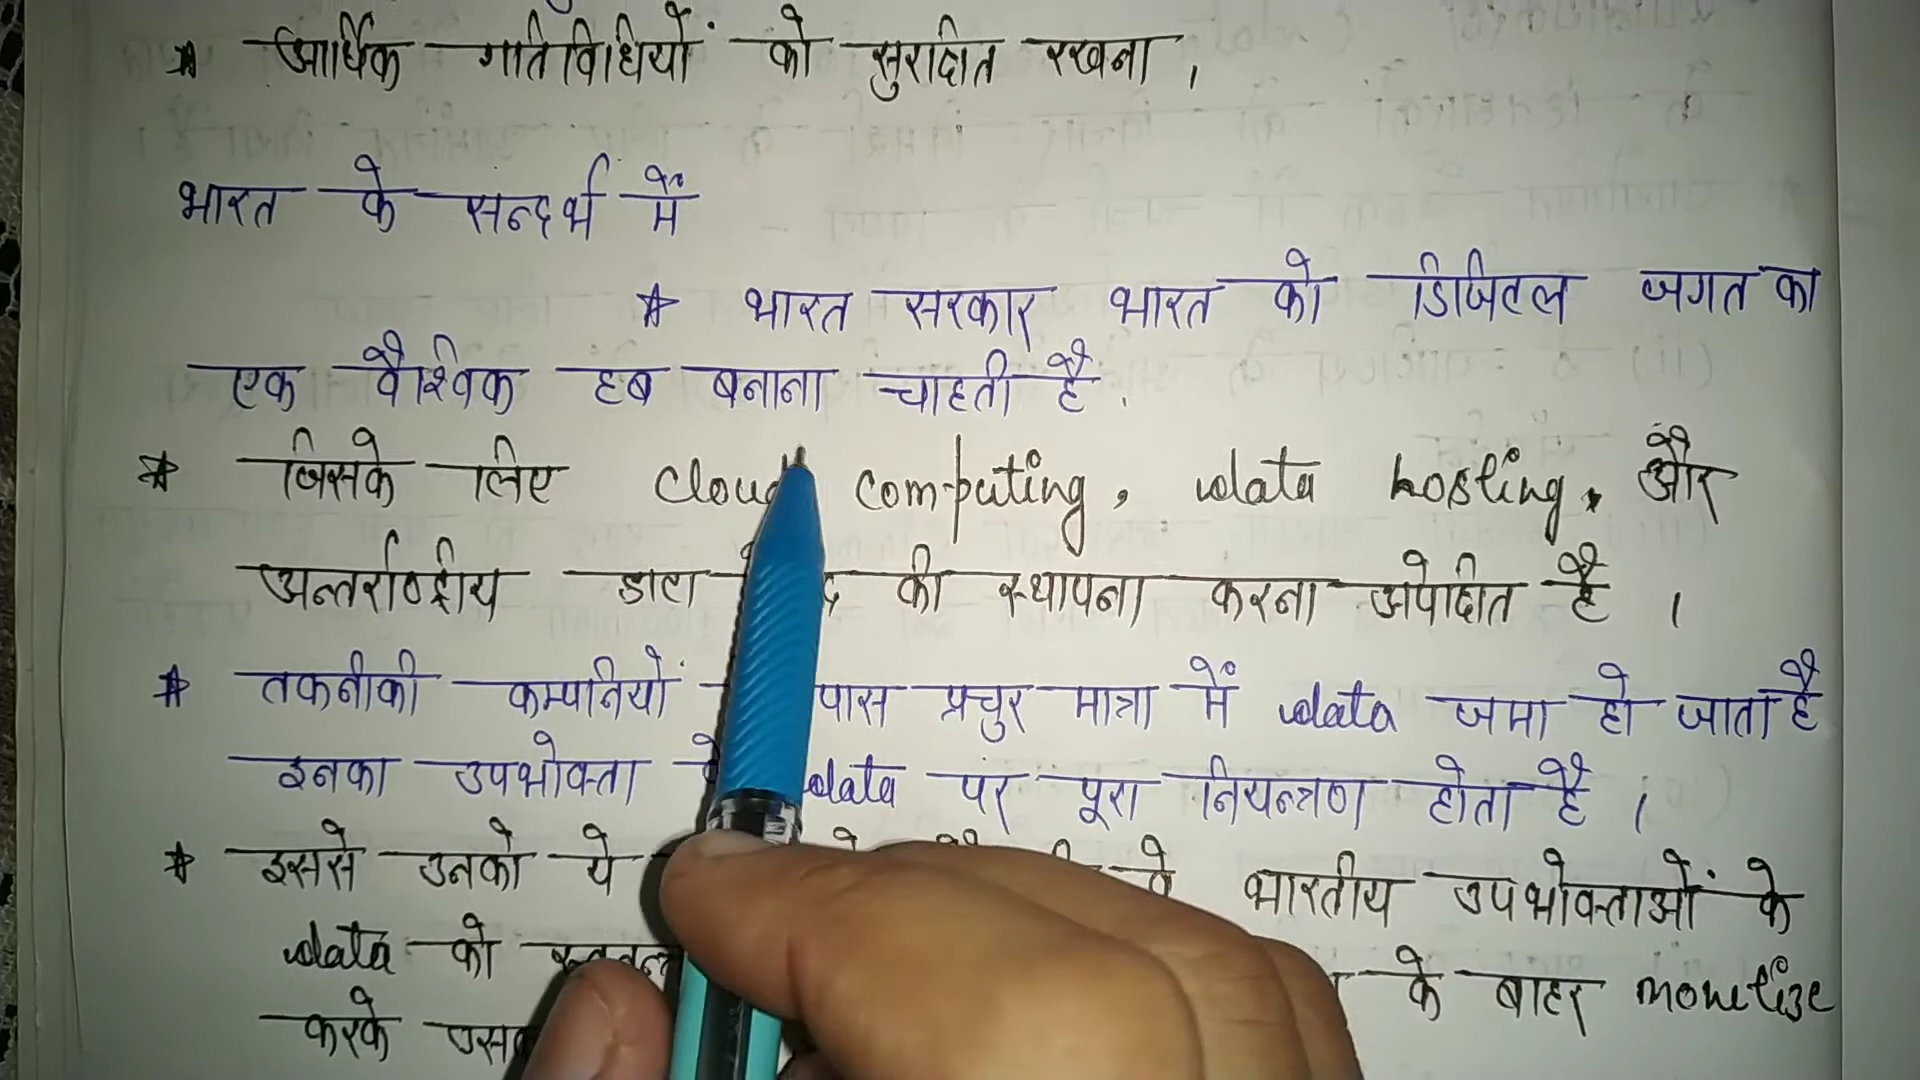 * आर्थिक गतिविधियों को सुरक्षित रखना ।
भारत के सन्दर्भ में
* भारत सरकार भारत को डिजिटल जगत का
एक वैश्विक हब बनाना चाहती है .
* जिसके लिए cloud computing, data hosting, और
अन्तर्राष्ट्रीय डाटा की स्थापना करना अपेक्षित है ।
* तकनीकी कम्पनियों पास प्रचुर मात्रा में data जमा हो जाता है
इनका उपभोक्ता data पर पूरा नियन्त्रण होता है ।
* इससे उनको ये भारतीय उपभोक्ताओं के
data को के बाहर monetize
करके